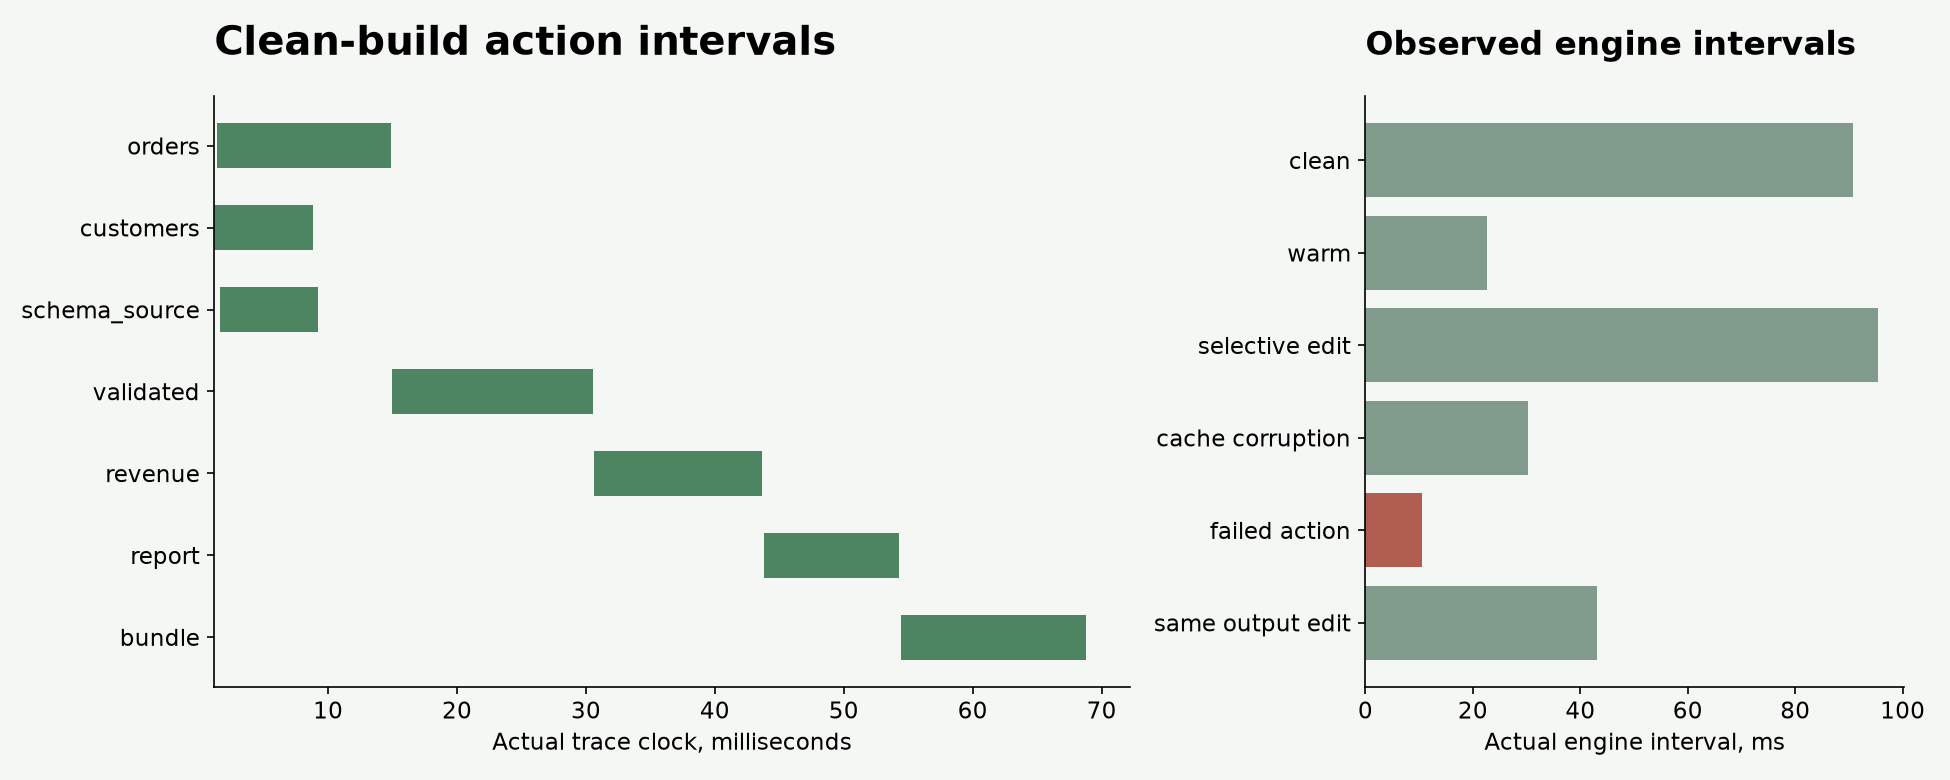 Clean-build action intervals
orders
customers
schema_source
validated
revenue
report
bundle
10 20 30 40 50 60 70
Actual trace clock, milliseconds
Observed engine intervals
clean
warm
selective edit
cache corruption
failed action
same output edit
0 20 40 60 80 100
Actual engine interval, ms